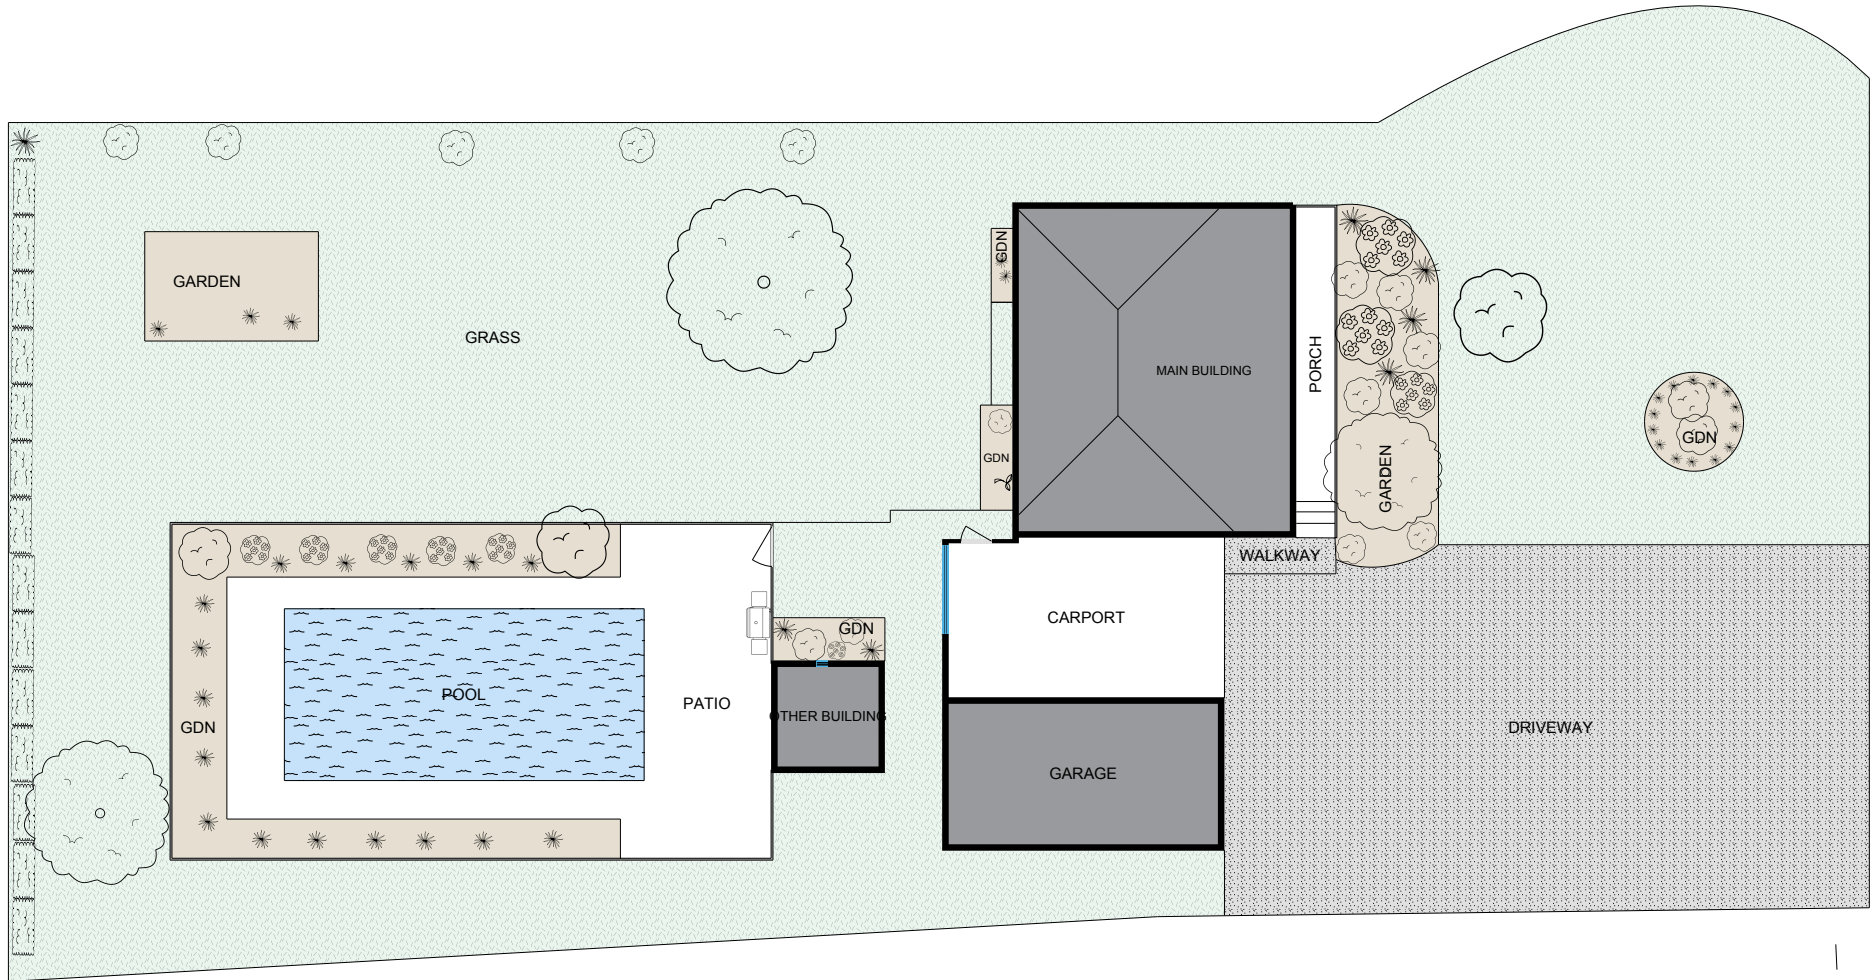 GDN
GARDEN
GRASS
PORCH
MAIN BUILDING
GDN
GDN
GARDEN
WALKWAY
CARPORT
GDN
POOL
PATIO
OTHER BUILDING
GDN
DRIVEWAY
GARAGE